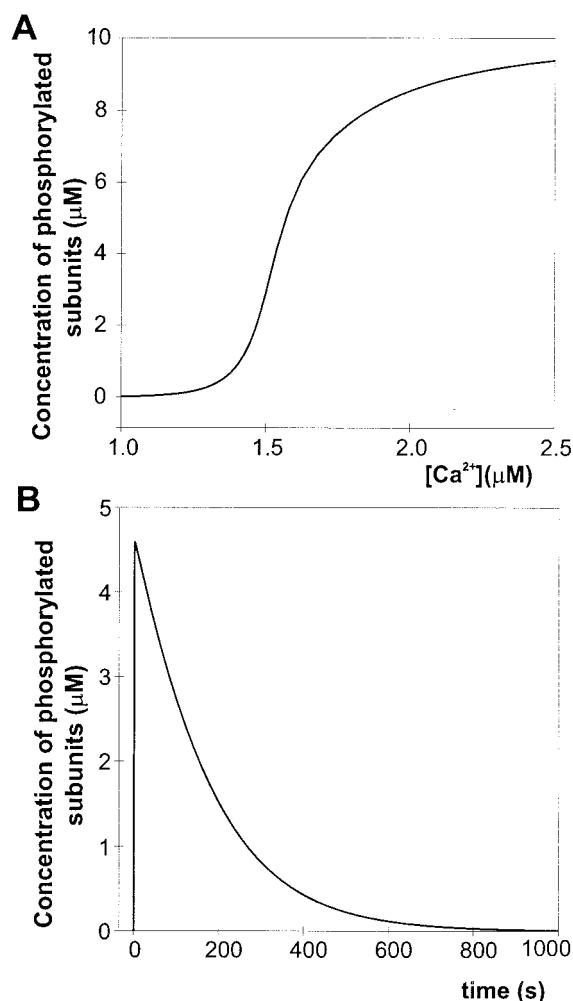 A
Concentration of phosphorylated
subunits (µM)
10
8
6
4
2
0
1.0 1.5 2.0 2.5
[Ca²⁺](µM)
B
Concentration of phosphorylated
subunits (µM)
5
4
3
2
1
0
0 200 400 600 800 1000
time (s)